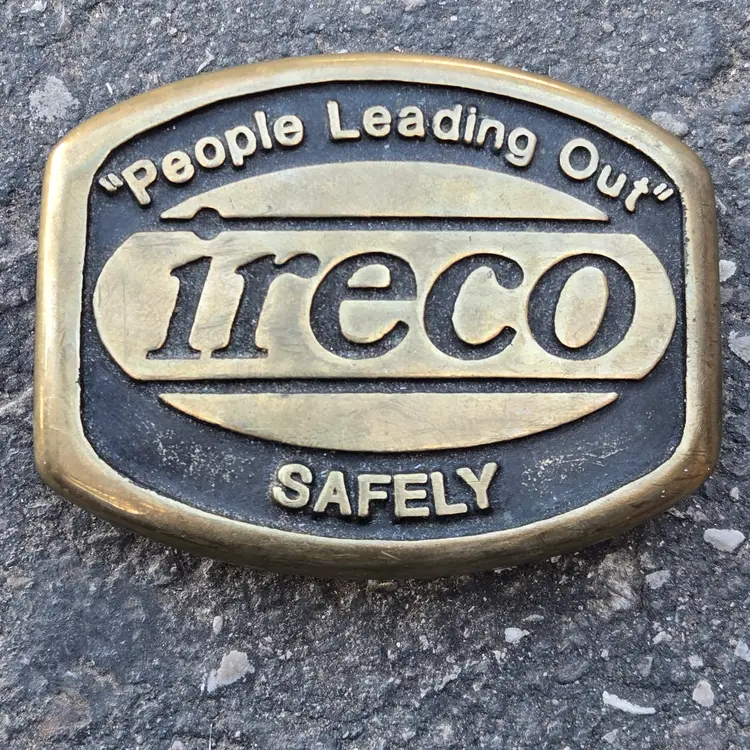 "People Leading Out"
ireco
SAFELY